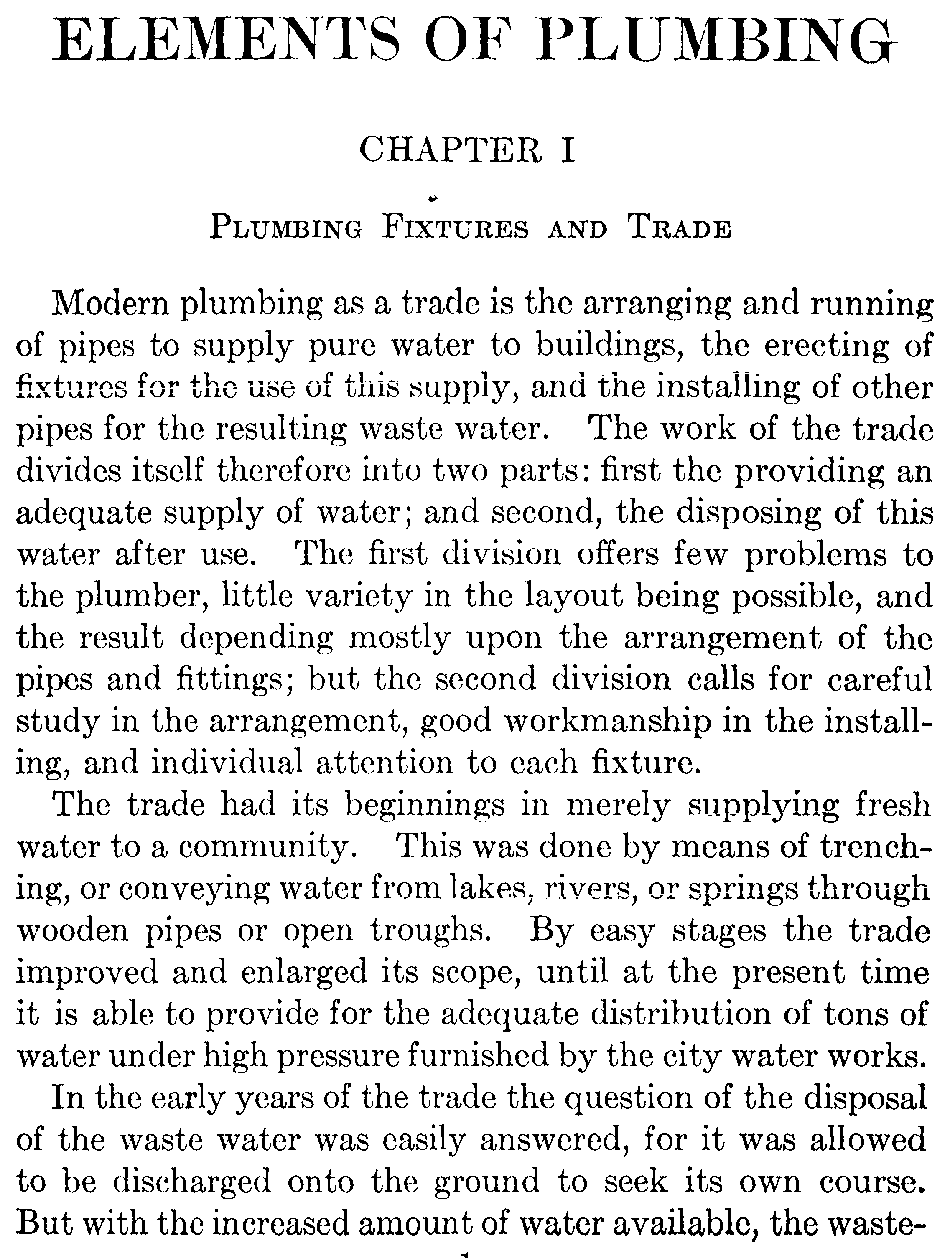 ELEMENTS OF PLUMBING
CHAPTER I
Plumbing Fixtures and Trade
Modern plumbing as a trade is the arranging and running
of pipes to supply pure water to buildings, the erecting of
fixtures for the use of this supply, and the installing of other
pipes for the resulting waste water. The work of the trade
divides itself therefore into two parts: first the providing an
adequate supply of water; and second, the disposing of this
water after use. The first division offers few problems to
the plumber, little variety in the layout being possible, and
the result depending mostly upon the arrangement of the
pipes and fittings; but the second division calls for careful
study in the arrangement, good workmanship in the install-
ing, and individual attention to each fixture.
The trade had its beginnings in merely supplying fresh
water to a community. This was done by means of trench-
ing, or conveying water from lakes, rivers, or springs through
wooden pipes or open troughs. By easy stages the trade
improved and enlarged its scope, until at the present time
it is able to provide for the adequate distribution of tons of
water under high pressure furnished by the city water works.
In the early years of the trade the question of the disposal
of the waste water was easily answered, for it was allowed
to be discharged onto the ground to seek its own course.
But with the increased amount of water available, the waste-